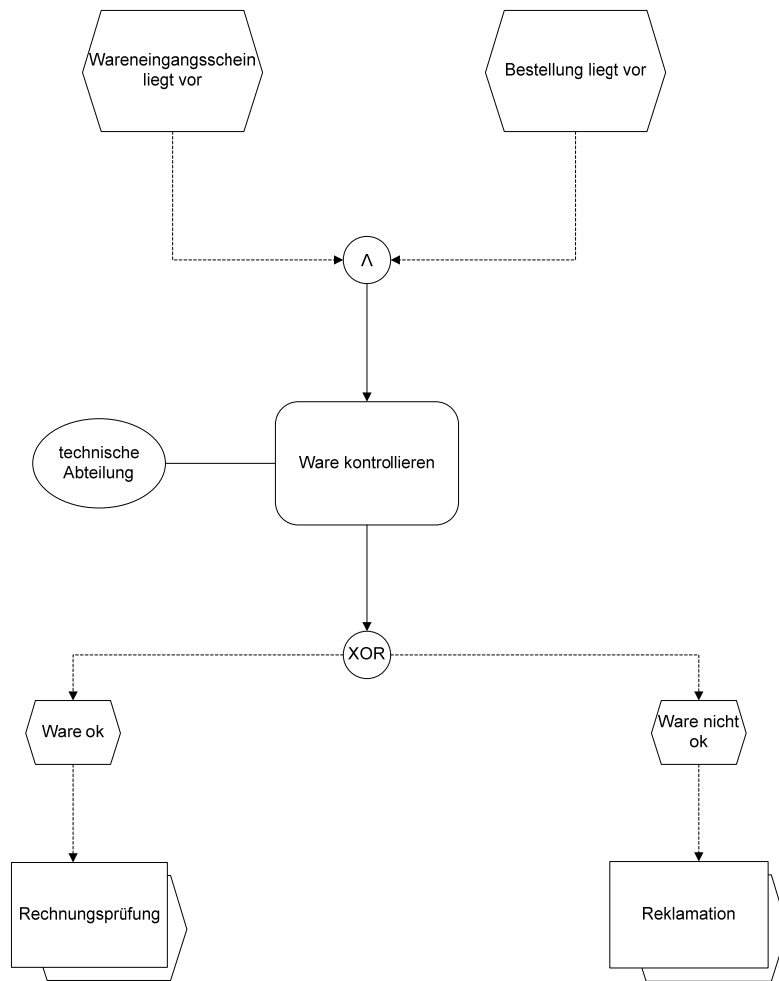 Wareneingangsschein
liegt vor
Bestellung liegt vor
Λ
technische
Abteilung
Ware kontrollieren
XOR
Ware ok
Ware nicht
ok
Rechnungsprüfung
Reklamation